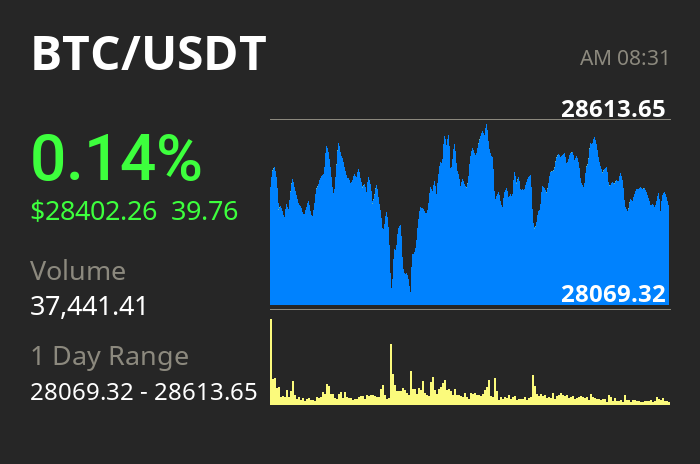 BTC/USDT
AM 08:31
28613.65
0.14%
$28402.26 39.76
Volume
37,441.41
28069.32
1 Day Range
28069.32 - 28613.65